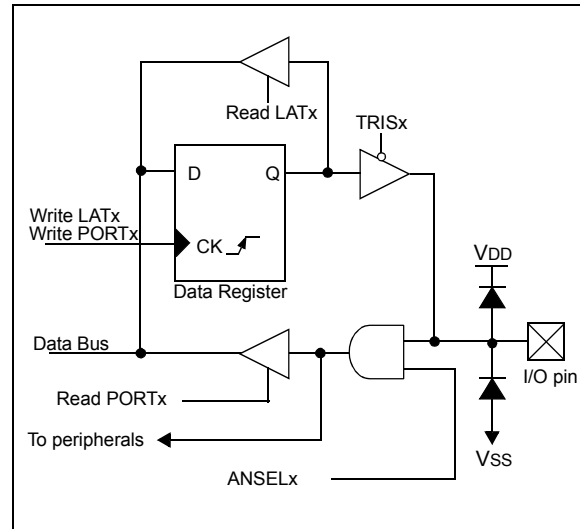 Read LATx
TRISx
D Q
Write LATx
Write PORTx
CK
Data Register
VDD
Data Bus
I/O pin
Read PORTx
To peripherals
VSS
ANSELx